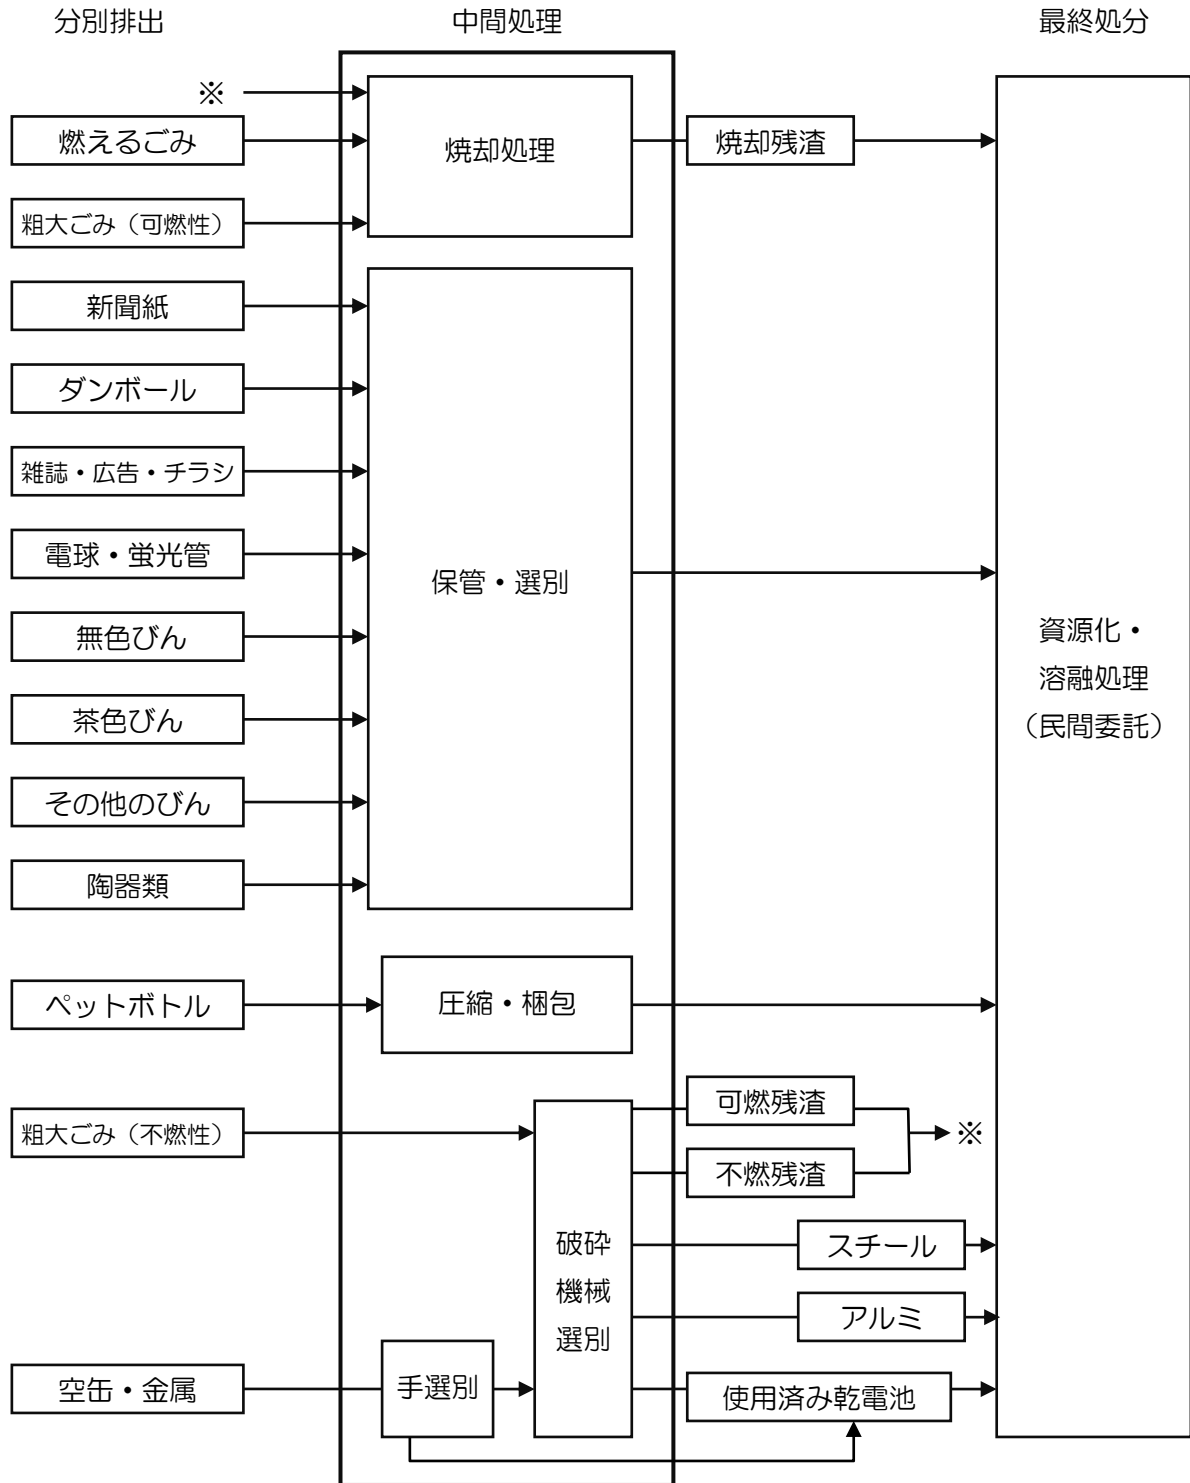 分別排出
中間処理
最終処分
※
燃えるごみ
焼却処理
焼却残渣
粗大ごみ（可燃性）
新聞紙
ダンボール
雑誌・広告・チラシ
電球・蛍光管
保管・選別
無色びん
資源化・
溶融処理
（民間委託）
茶色びん
その他のびん
陶器類
ペットボトル
圧縮・梱包
粗大ごみ（不燃性）
可燃残渣
※
不燃残渣
破砕
機械
選別
スチール
アルミ
空缶・金属
手選別
使用済み乾電池